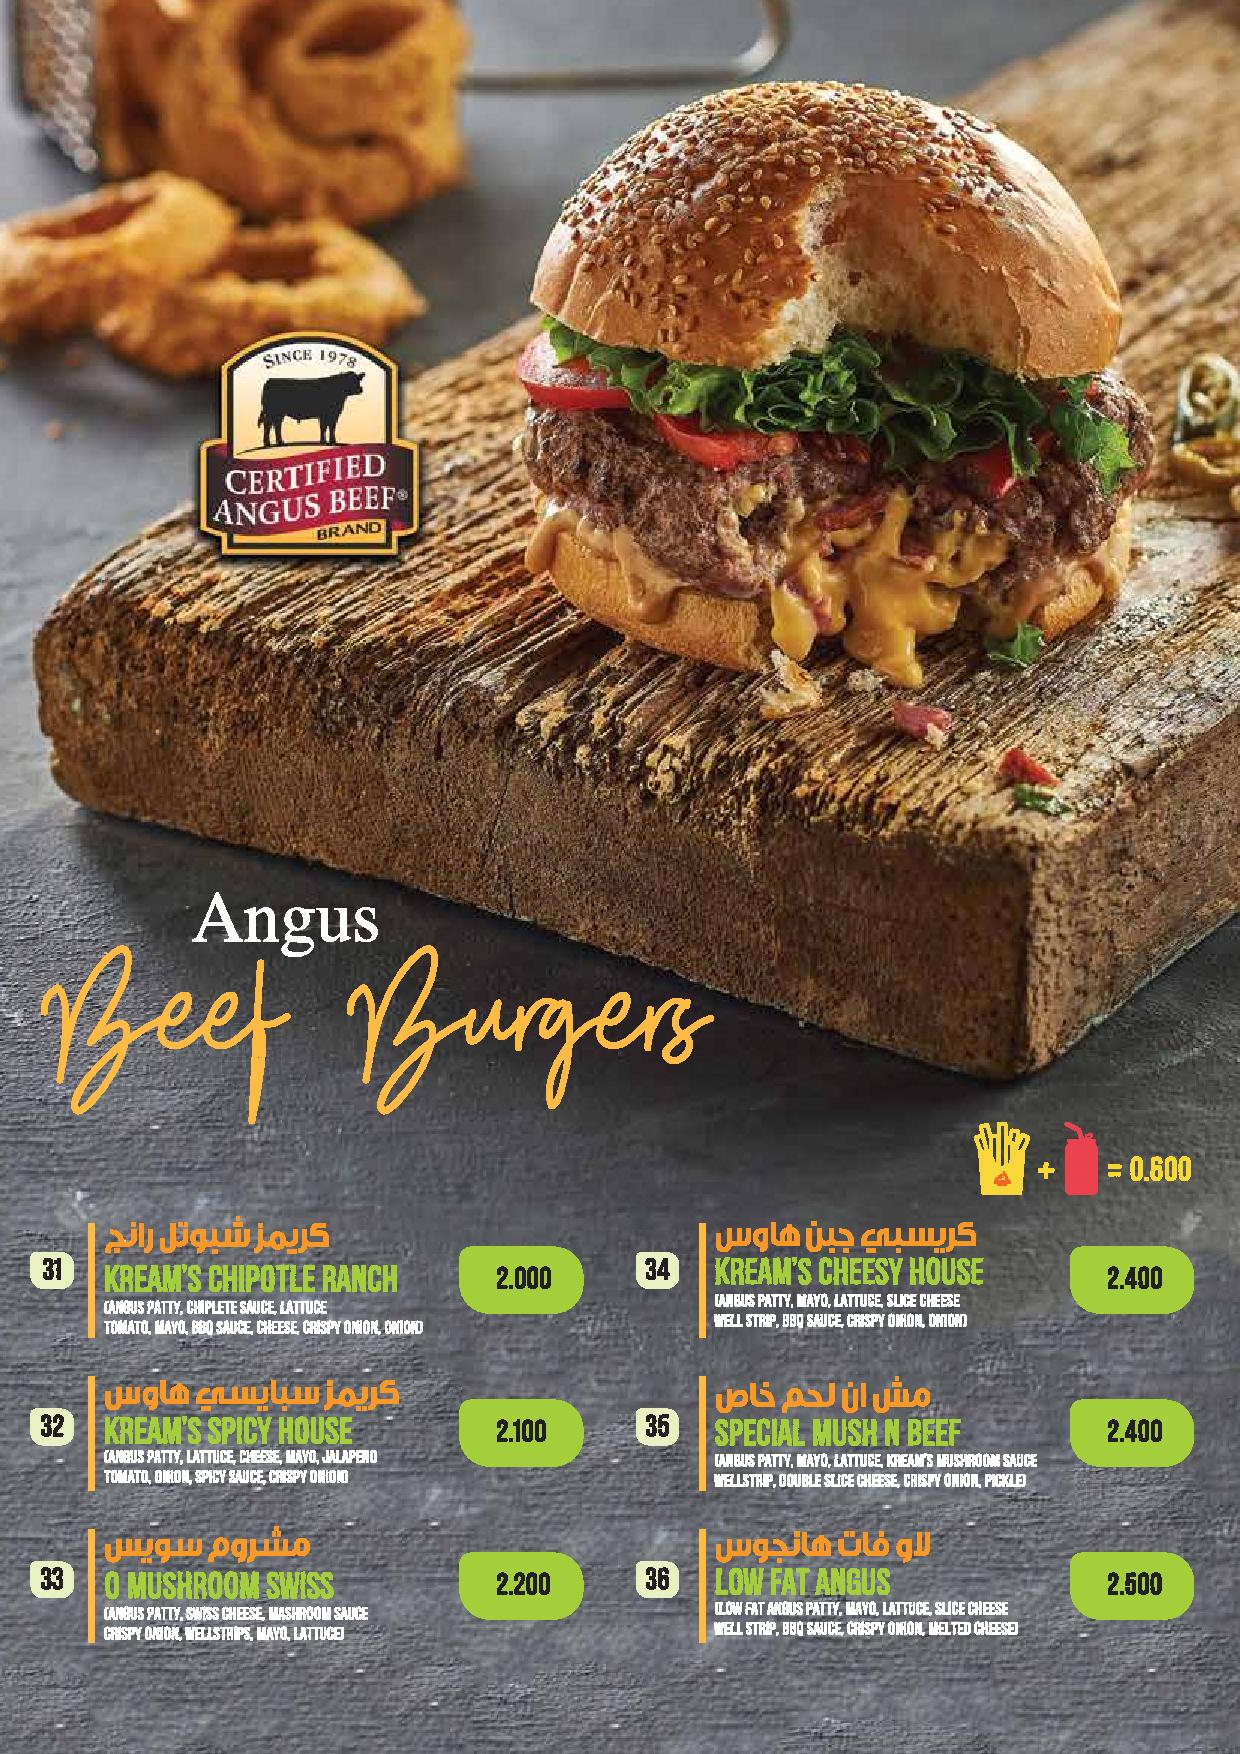 SINCE 1978
CERTIFIED
ANGUS BEEF®
BRAND
Angus
Beef Burgers
+ = 0.600
31
كريمز شبوتل رانج
KREAM'S CHIPOTLE RANCH
(ANGUS PATTY, CHIPLETE SAUCE, LATTUCE
TOMATO, MAYO, BBQ SAUCE, CHEESE, CRISPY ONION, ONION)
2.000
32
كريمز سبايسي هاوس
KREAM'S SPICY HOUSE
(ANGUS PATTY, LATTUCE, CHEESE, MAYO, JALAPENO
TOMATO, ONION, SPICY SAUCE, CRISPY ONION)
2.100
33
مشروم سويس
O MUSHROOM SWISS
(ANGUS PATTY, SWISS CHEESE, MASHROOM SAUCE
CRISPY ONION, WELLSTRIPS, MAYO, LATTUCE)
2.200
34
كريسبي جبن هاوس
KREAM'S CHEESY HOUSE
(ANGUS PATTY, MAYO, LATTUCE, SLICE CHEESE
WELL STRIP, BBQ SAUCE, CRISPY ONION, ONION)
2.400
35
مش ان لحم خاص
SPECIAL MUSH N BEEF
(ANGUS PATTY, MAYO, LATTUCE, KREAM'S MUSHROOM SAUCE
WELLSTRIP, DOUBLE SLICE CHEESE, CRISPY ONION, PICKLE)
2.400
36
لاو فات هانجوس
LOW FAT ANGUS
(LOW FAT ANGUS PATTY, MAYO, LATTUCE, SLICE CHEESE
WELL STRIP, BBQ SAUCE, CRISPY ONION, MELTED CHEESE)
2.500